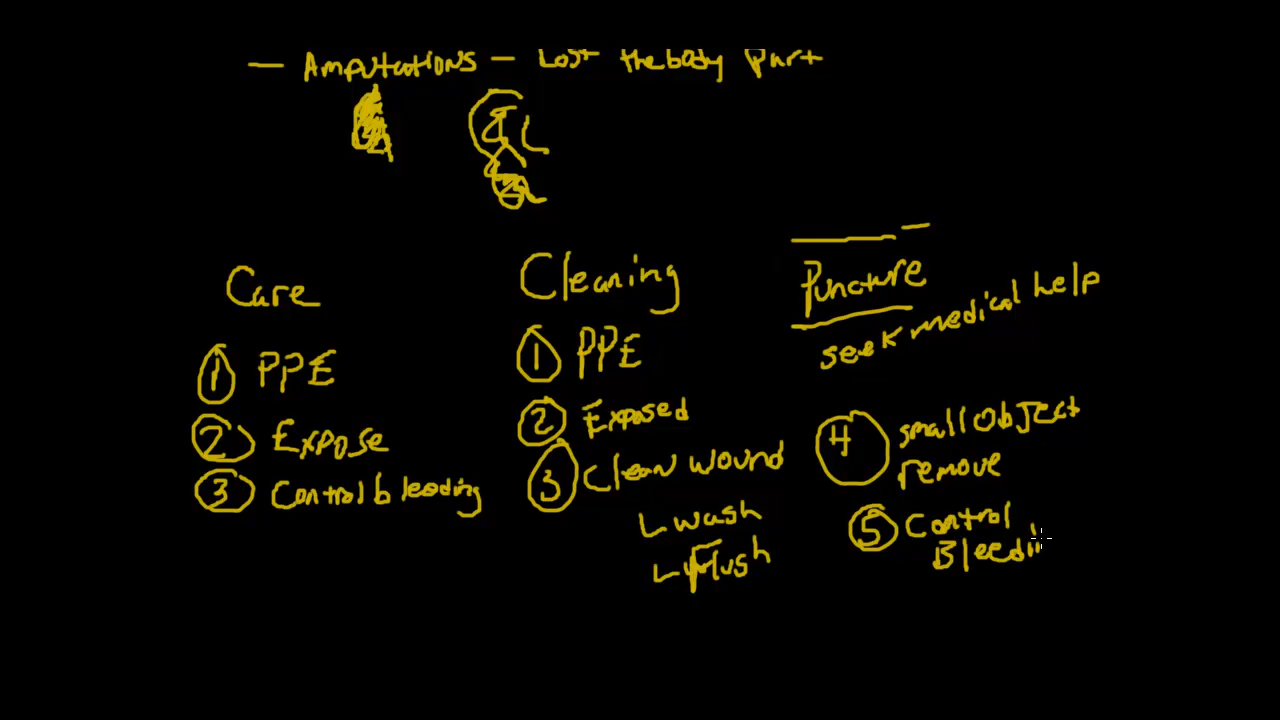 — Amputations — Lost the body part
Care
① PPE
② Expose
③ Control bleeding
Cleaning
① PPE
② Exposed
③ Clean wound
wash
Flush
Puncture
seek medical help
④ small object
remove
⑤ Control
Bleedi